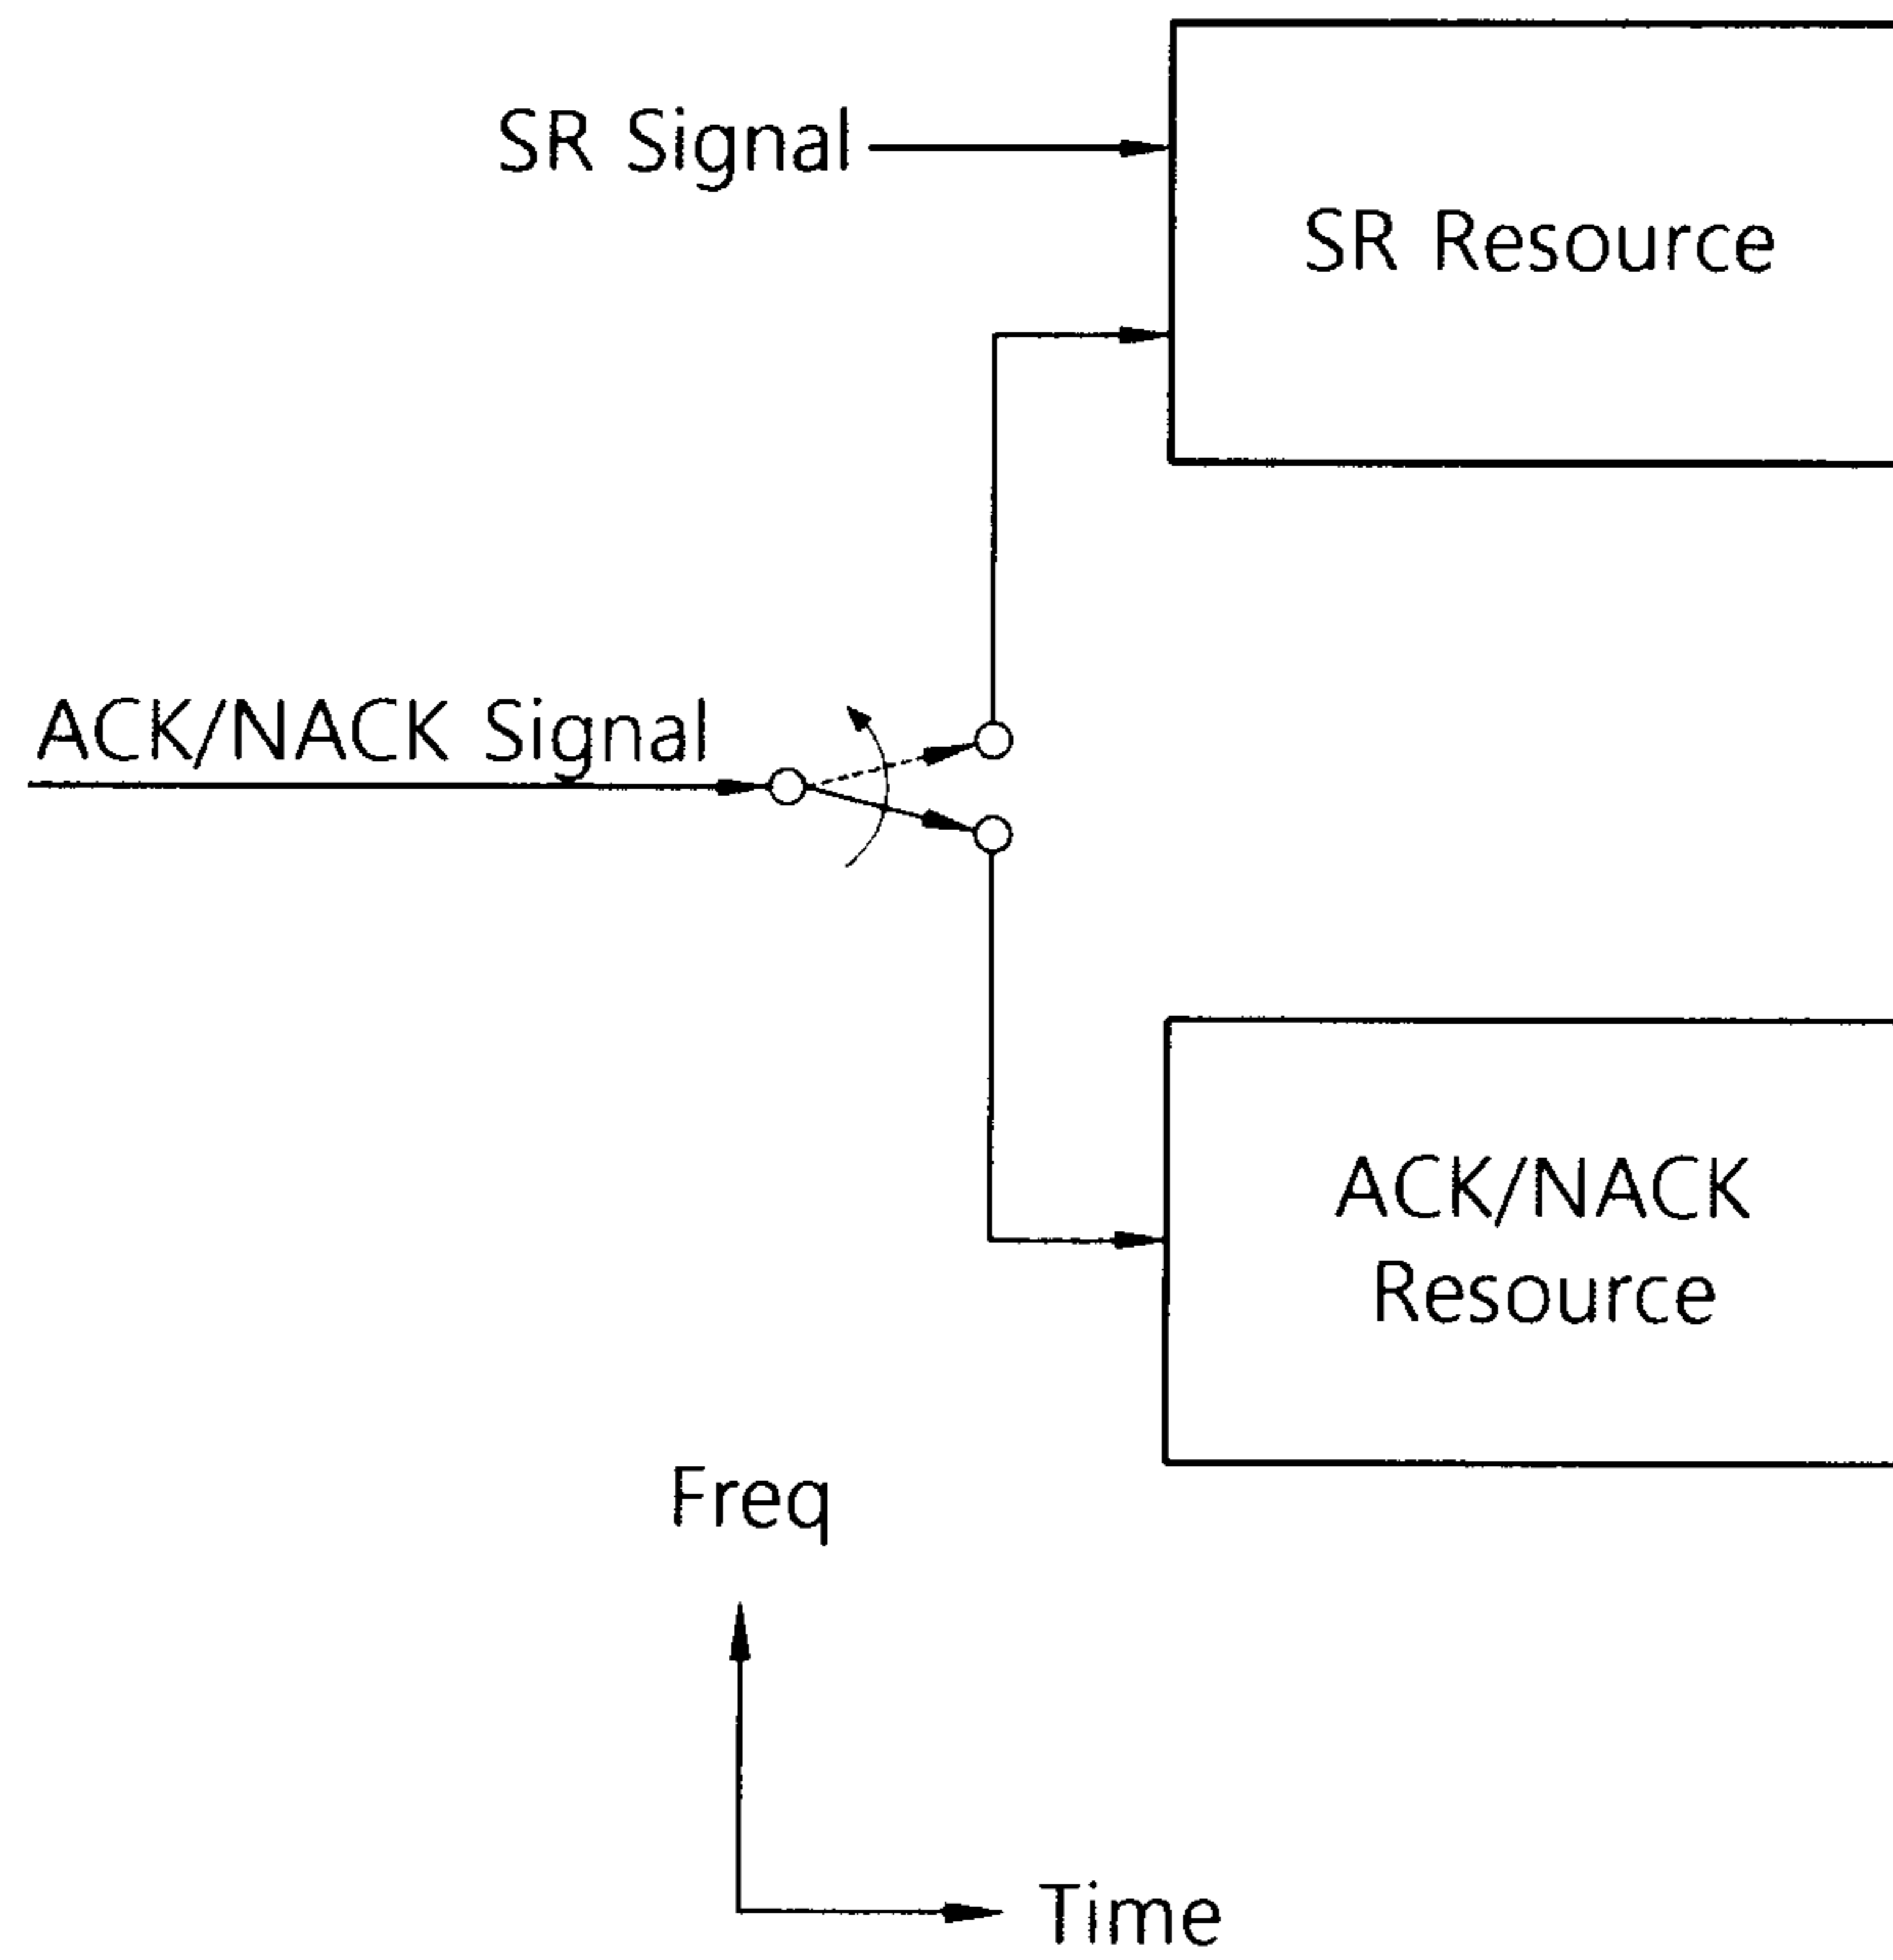 SR Signal
SR Resource
ACK/NACK Signal
ACK/NACK
Resource
Freq
Time